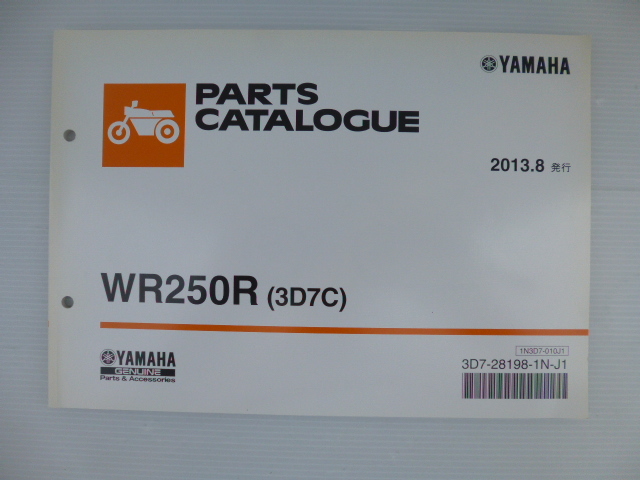 YAMAHA
PARTS
CATALOGUE
2013.8 発行
WR250R (3D7C)
YAMAHA
GENUINE
Parts & Accessories
1N3D7-010J1
3D7-28198-1N-J1